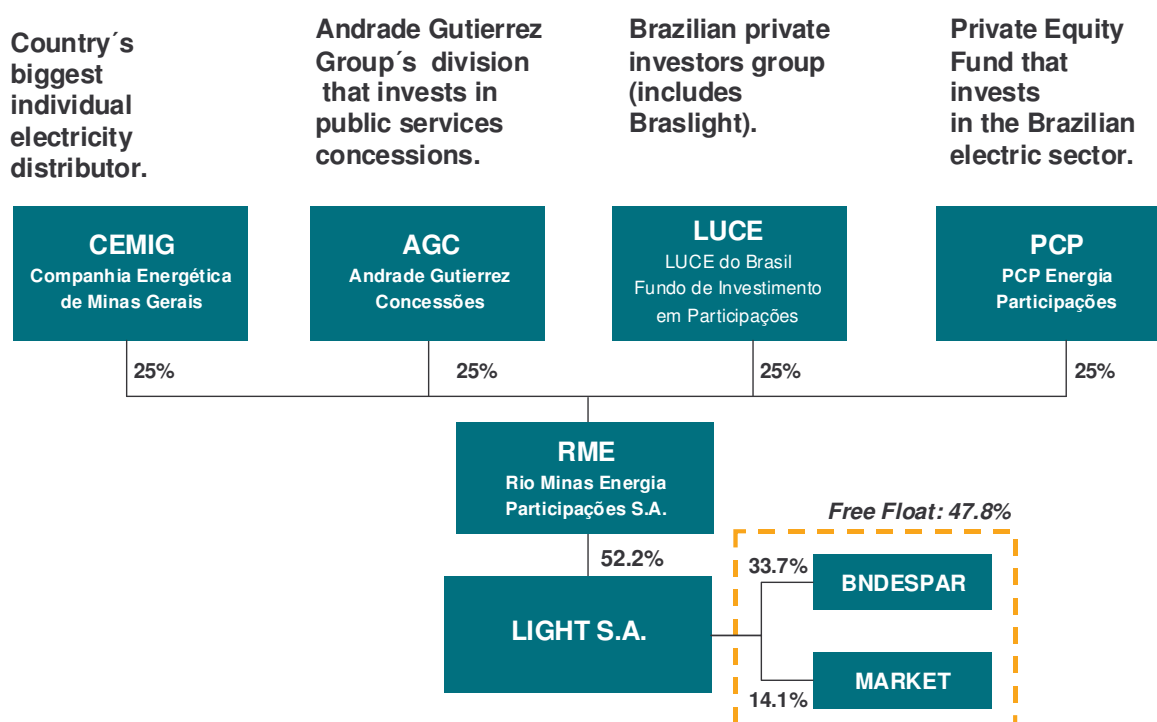 Country´s
biggest
individual
electricity
distributor.
Andrade Gutierrez
Group´s division
that invests in
public services
concessions.
Brazilian private
investors group
(includes
Braslight).
Private Equity
Fund that
invests
in the Brazilian
electric sector.
CEMIG
Companhia Energética
de Minas Gerais
AGC
Andrade Gutierrez
Concessões
LUCE
LUCE do Brasil
Fundo de Investimento
em Participações
PCP
PCP Energia
Participações
25%
25%
25%
25%
RME
Rio Minas Energia
Participações S.A.
Free Float: 47.8%
52.2%
33.7%
BNDESPAR
LIGHT S.A.
MARKET
14.1%